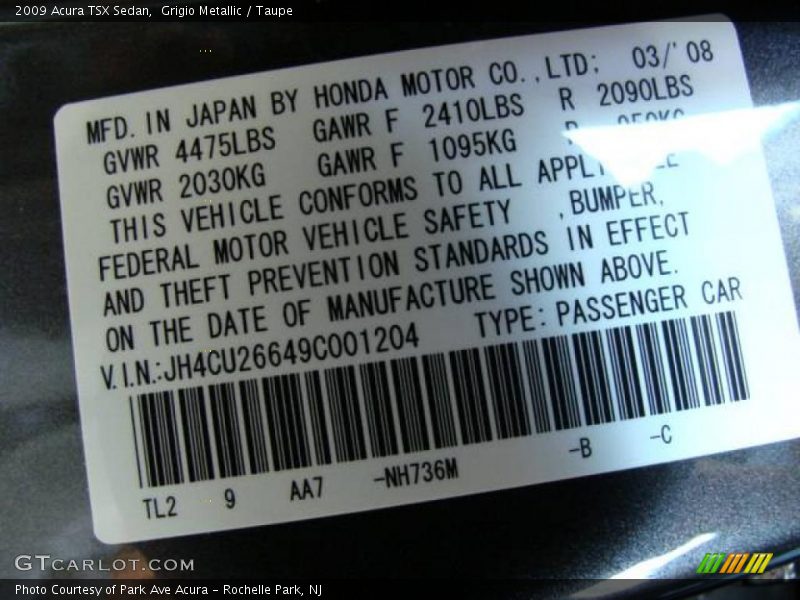 2009 Acura TSX Sedan,  Grigio Metallic / Taupe
MFD. IN JAPAN BY HONDA MOTOR CO.,LTD; 03/'08
GVWR 4475LBS GAWR F 2410LBS R 2090LBS
GVWR 2030KG GAWR F 1095KG
THIS VEHICLE CONFORMS TO ALL
FEDERAL MOTOR VEHICLE SAFETY ,BUMPER,
AND THEFT PREVENTION STANDARDS IN EFFECT
ON THE DATE OF MANUFACTURE SHOWN ABOVE.
V.I.N.:JH4CU26649C001204 TYPE: PASSENGER CAR
TL2 9 AA7 -NH736M -B -C
GTCARLOT.COM
Photo Courtesy of Park Ave Acura - Rochelle Park, NJ